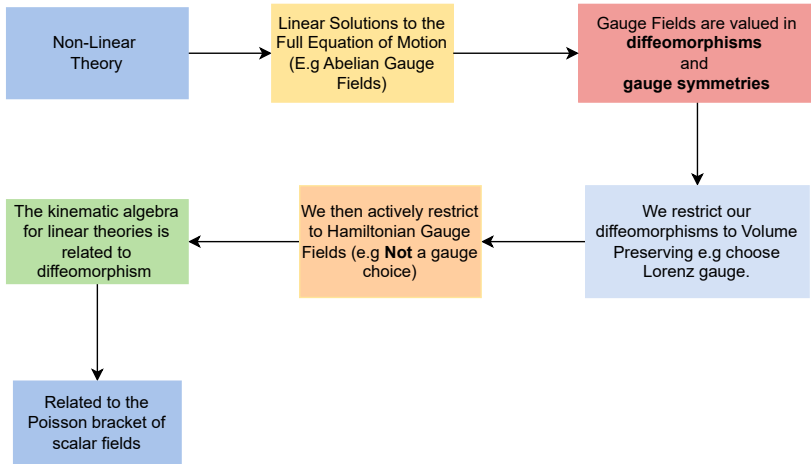 Non-Linear
Theory
Linear Solutions to the
Full Equation of Motion
(E.g Abelian Gauge
Fields)
Gauge Fields are valued in
diffeomorphisms
and
gauge symmetries
We restrict our
diffeomorphisms to Volume
Preserving e.g choose
Lorenz gauge.
We then actively restrict
to Hamiltonian Gauge
Fields (e.g Not a gauge
choice)
The kinematic algebra
for linear theories is
related to
diffeomorphism
Related to the
Poisson bracket of
scalar fields